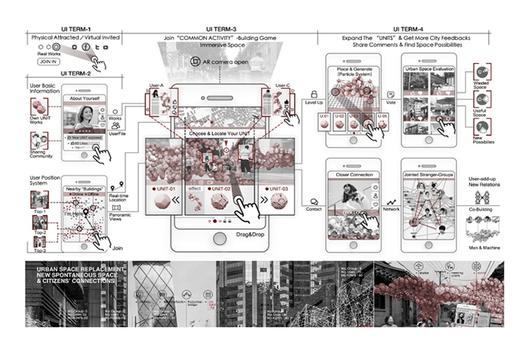 UI TERM-1
Physical Attracted / Virtual Invited
Real Works
JOIN IN
UI TERM-2
User Basic
Information
Own UNIT
Works
Sharing
Community
About Yourself
Works
UserFile
User Position
System
Top-1
Top-2
Top-3
Nearby "Buildings"
I'm Here
Real-time
Location
Panoramic
Views
Join
UI TERM-3
Join "COMMON ACTIVITY" -Building Game
Immersive Space
AR camera open
User-A
User-C
Choose & Locate Your UNIT
UNIT-01
effect
UNIT-02
UNIT-03
Drag&Drop
UI TERM-4
Expand The "UNITS" & Get More City Feedbacks
Share Comments & Find Space Possibilities
Place & Generate
(Particle System)
Level Up
Vote
Urban Space Evaluation
Useful
Space
Possibilities
Closer Connection
Contact
Network
Jointed Stranger-Groups
User-add-up
New Relations
Co-Building
Man & Machine
URBAN SPACE REPLACEMENT,
NEW SPONTANEOUS SPACE
& CITIZENS' CONNECTIONS.